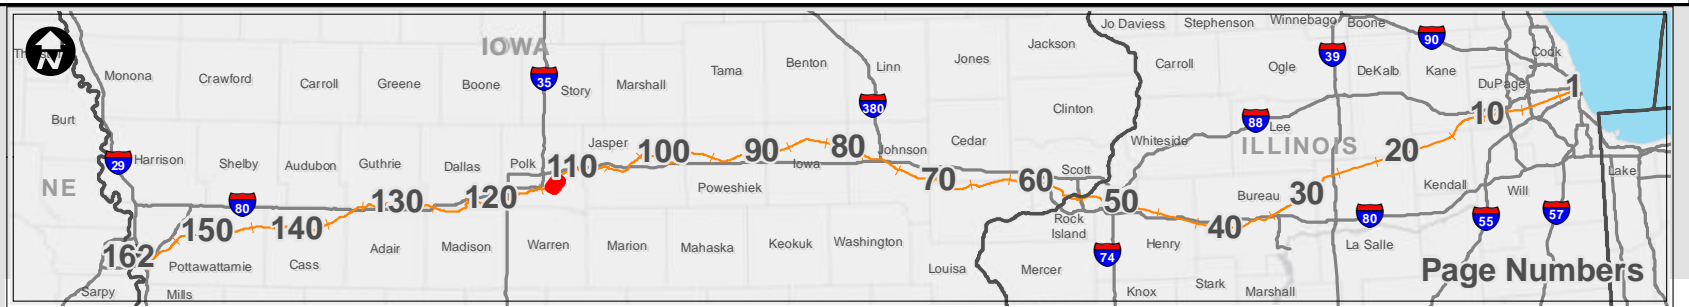 N
IOWA
ILLINOIS
NE
Th
Monona
Crawford
Carroll
Greene
Boone
35
Story
Marshall
Tama
Benton
Linn
380
Jones
Jackson
Jo Daviess
Stephenson
Winnebago
Boone
90
39
Cook
Carroll
Ogle
DeKalb
Kane
DuPage
1
10
Burt
Clinton
88
Lee
29
Harrison
Shelby
Audubon
Guthrie
Dallas
Polk
Jasper
110
100
90
80
Iowa
Johnson
Cedar
Whiteside
20
80
130
120
Poweshiek
70
60
Scott
50
Bureau
30
Kendall
Will
Lake
162
150
140
Rock
Island
40
80
55
57
Pottawattamie
Cass
Adair
Madison
Warren
Marion
Mahaska
Keokuk
Washington
Louisa
Mercer
74
Henry
La Salle
Sarpy
Mills
Knox
Stark
Marshall
Page Numbers